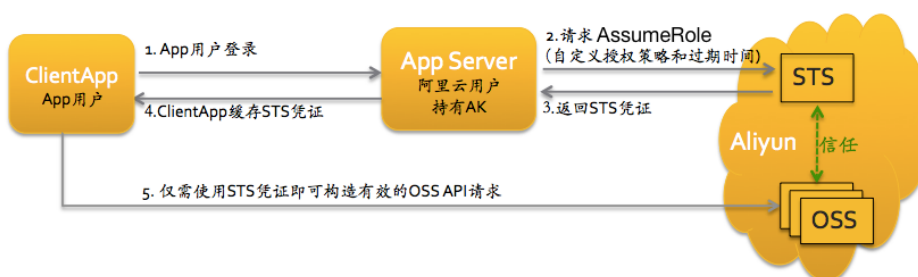 ClientApp
App用户
1. App用户登录
4.ClientApp缓存STS凭证
App Server
阿里云用户
持有AK
2.请求 AssumeRole
(自定义授权策略和过期时间)
3.返回STS凭证
STS
Aliyun
信任
5. 仅需使用STS凭证即可构造有效的OSS API请求
OSS